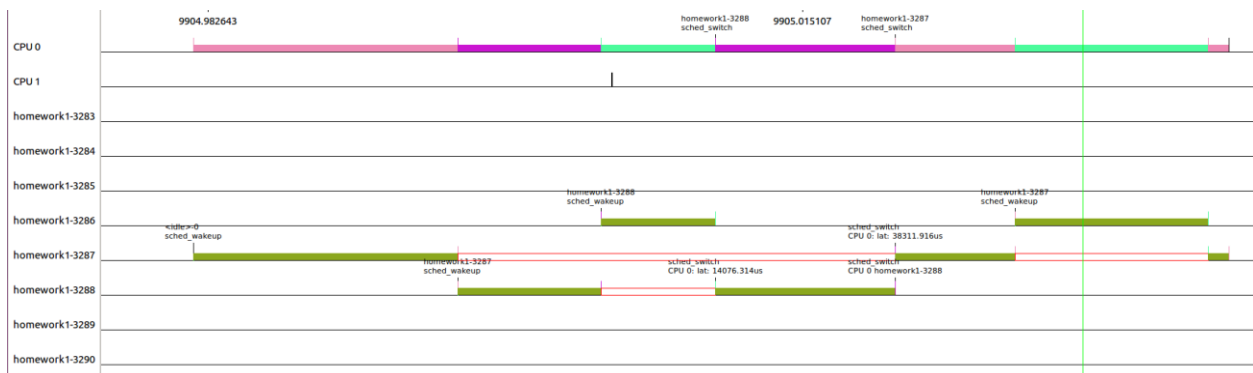 9904.982643
homework1-3288
sched_switch
9905.015107
homework1-3287
sched_switch
CPU 0
CPU 1
homework1-3283
homework1-3284
homework1-3285
homework1-3288
sched_wakeup
homework1-3287
sched_wakeup
homework1-3286
<idle>-0
sched_wakeup
sched_switch
CPU 0: lat: 38311.916us
homework1-3287
homework1-3287
sched_wakeup
sched_switch
CPU 0: lat: 14076.314us
sched_switch
CPU 0 homework1-3288
homework1-3288
homework1-3289
homework1-3290